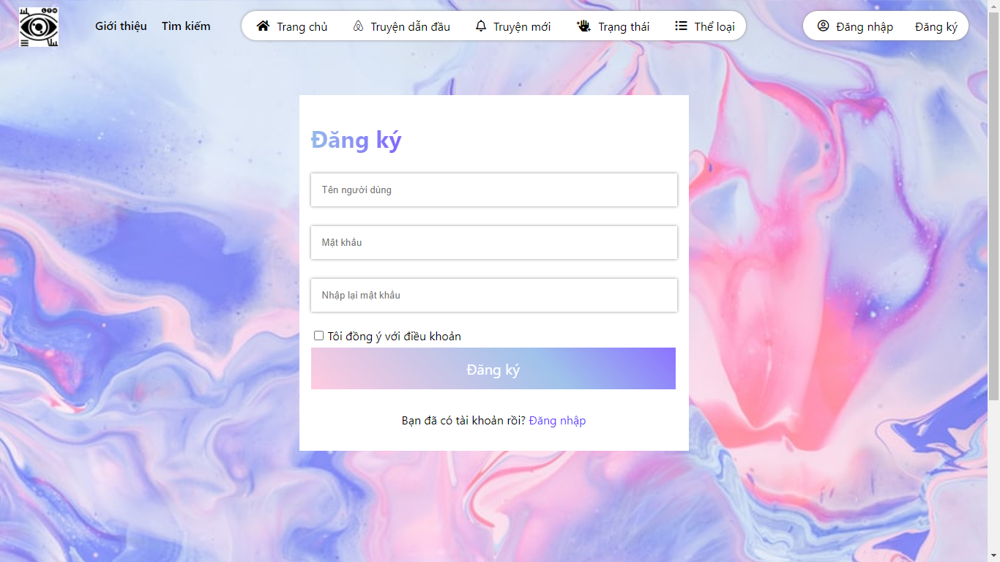 Giới thiệu Tìm kiếm Trang chủ Truyện dẫn đầu Truyện mới Trạng thái Thể loại Đăng nhập Đăng ký
Đăng ký
Tên người dùng
Mật khẩu
Nhập lại mật khẩu
Tôi đồng ý với điều khoản
Đăng ký
Bạn đã có tài khoản rồi? Đăng nhập